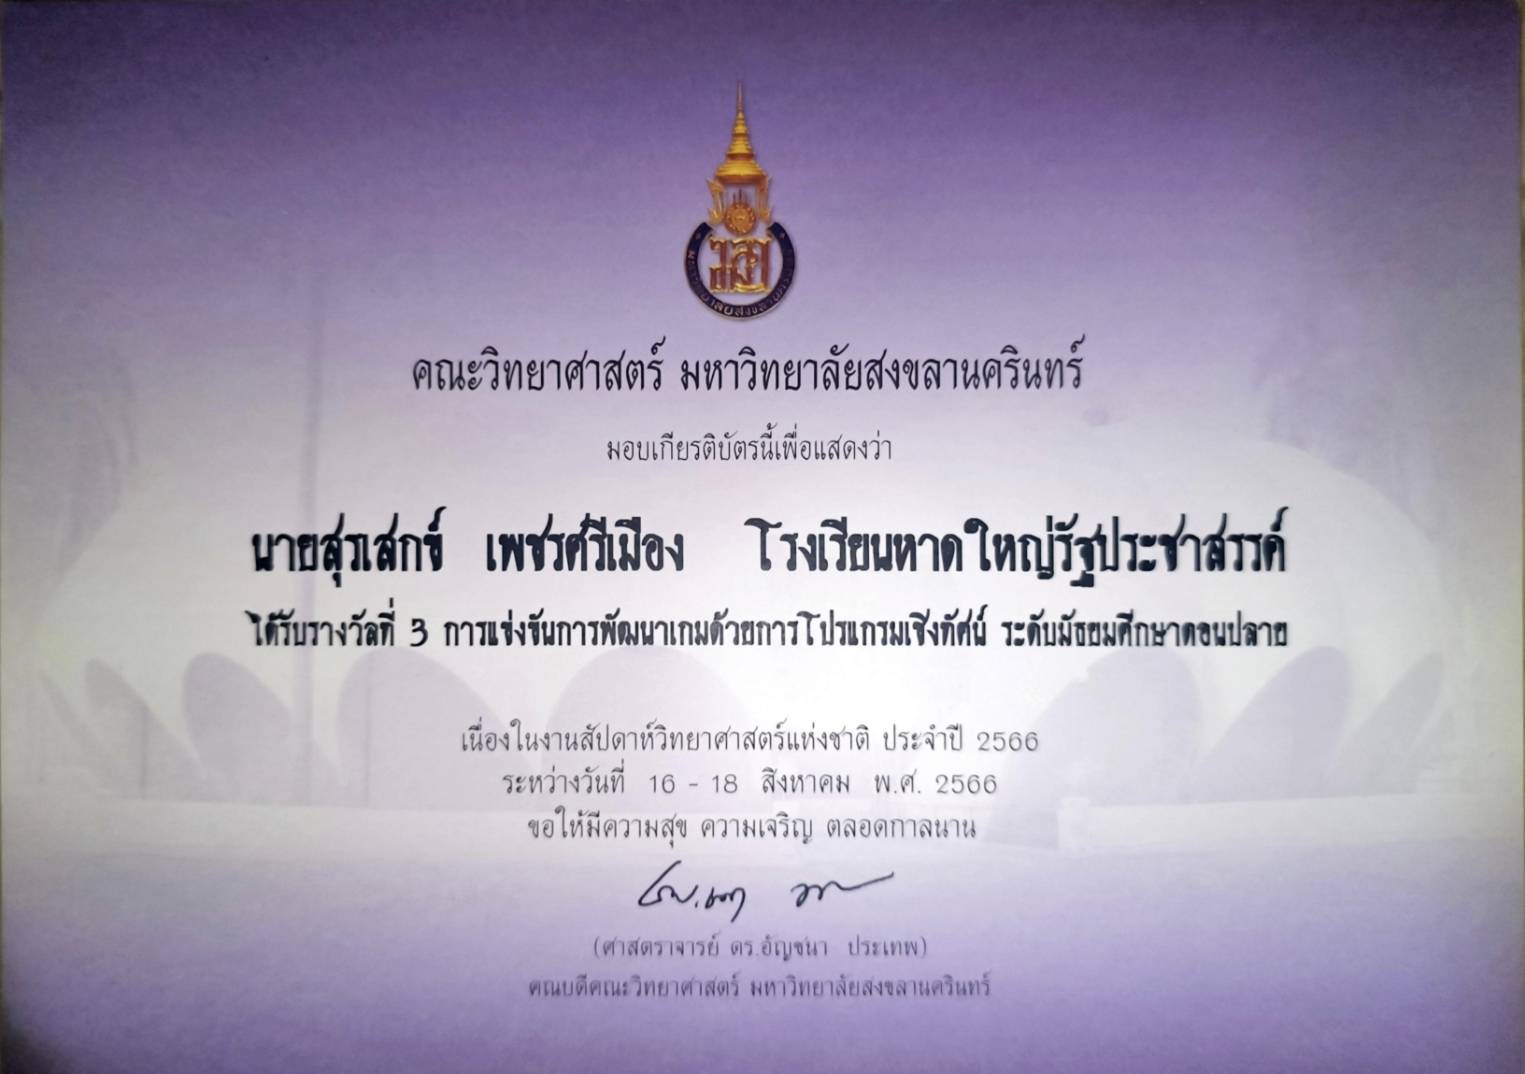 คณะวิทยาศาสตร์ มหาวิทยาลัยสงขลานครินทร์
มอบเกียรติบัตรนี้เพื่อแสดงว่า
นายสุรเสกข์ เพชรศรีเมือง โรงเรียนหาดใหญ่รัฐประชาสรรค์
ได้รับรางวัลที่ 3 การแข่งขันการพัฒนาเกมด้วยการโปรแกรมเชิงทัศน์ ระดับมัธยมศึกษาตอนปลาย
เนื่องในงานสัปดาห์วิทยาศาสตร์แห่งชาติ ประจำปี 2566
ระหว่างวันที่ 16 - 18 สิงหาคม พ.ศ. 2566
ขอให้มีความสุข ความเจริญ ตลอดกาลนาน
(ศาสตราจารย์ ดร.อัญชนา ประเทพ)
คณบดีคณะวิทยาศาสตร์ มหาวิทยาลัยสงขลานครินทร์